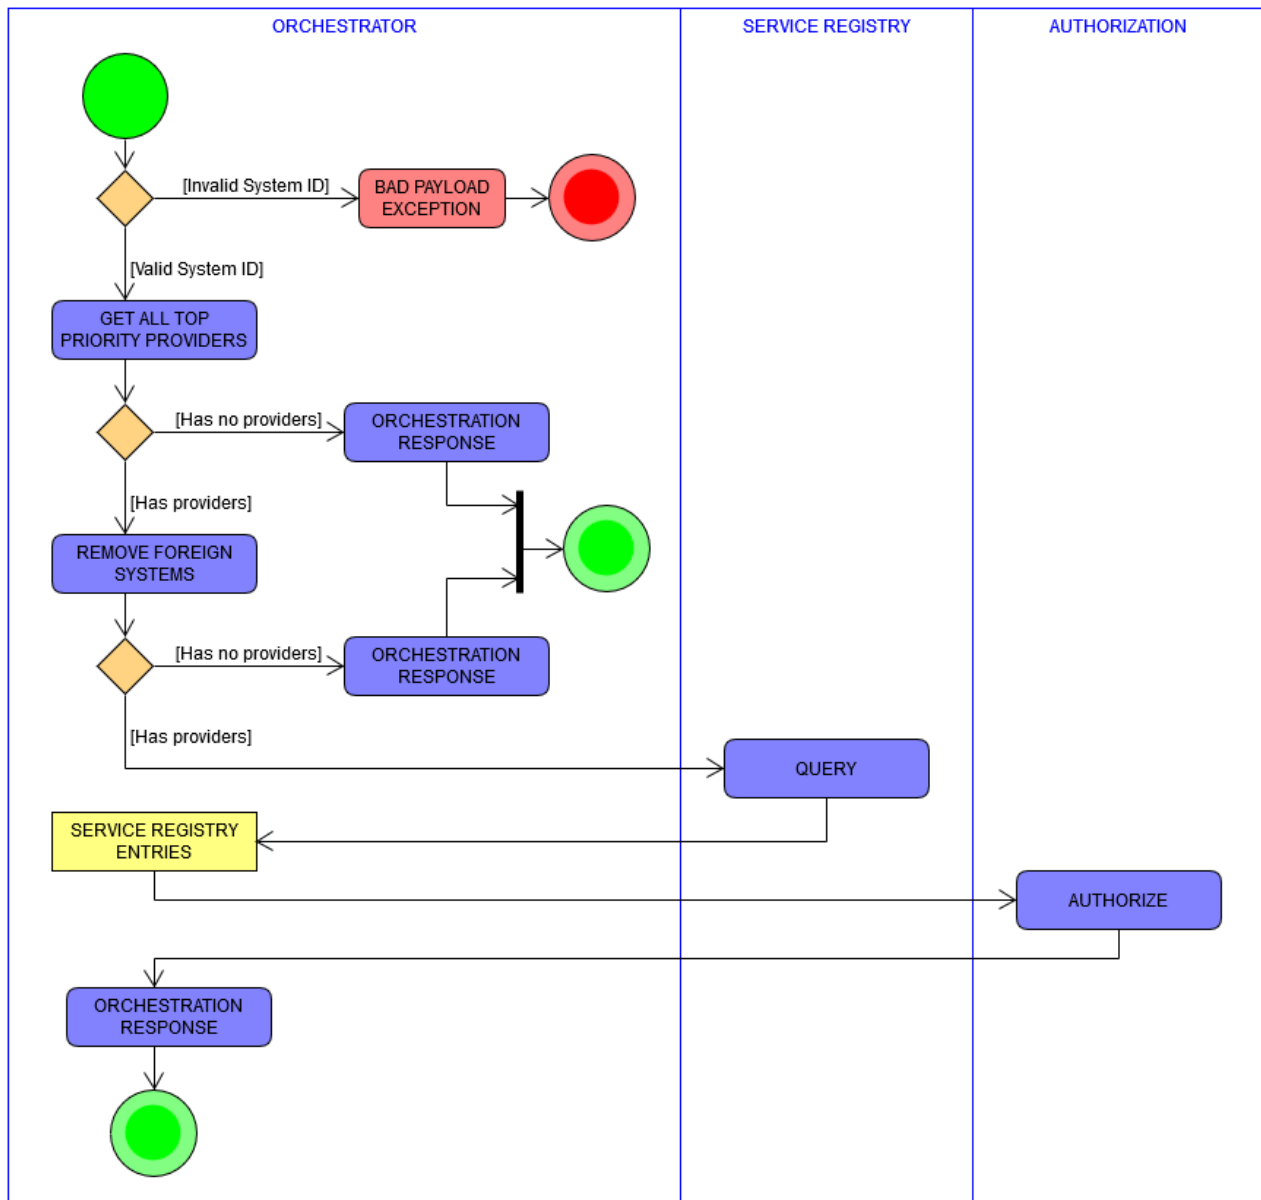 ORCHESTRATOR
SERVICE REGISTRY
AUTHORIZATION
[Invalid System ID]
BAD PAYLOAD
EXCEPTION
[Valid System ID]
GET ALL TOP
PRIORITY PROVIDERS
[Has no providers]
ORCHESTRATION
RESPONSE
[Has providers]
REMOVE FOREIGN
SYSTEMS
[Has no providers]
ORCHESTRATION
RESPONSE
[Has providers]
QUERY
SERVICE REGISTRY
ENTRIES
AUTHORIZE
ORCHESTRATION
RESPONSE